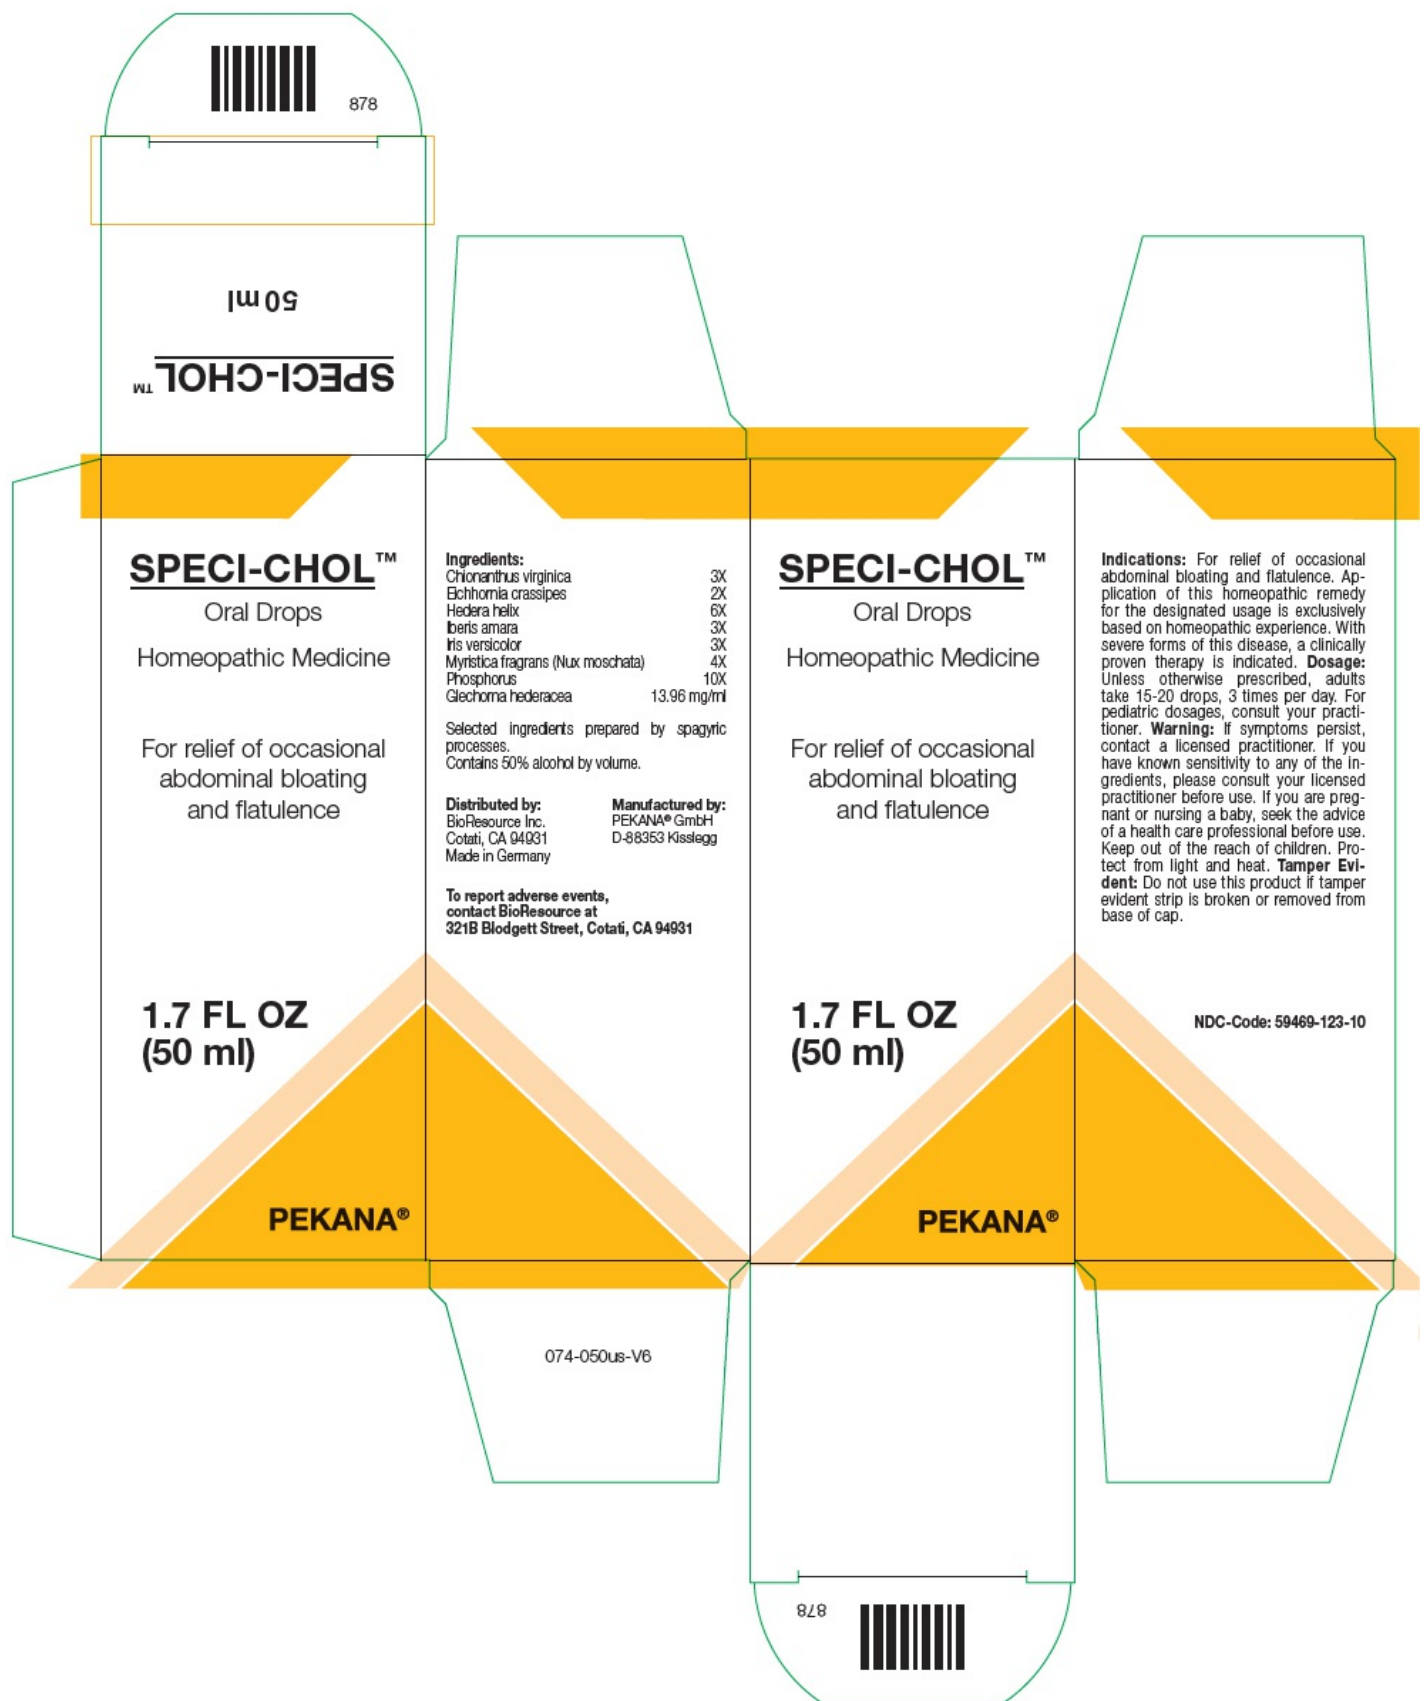 878
50 ml
SPECI-CHOL™
SPECI-CHOL™
Oral Drops
Homeopathic Medicine
For relief of occasional
abdominal bloating
and flatulence
1.7 FL OZ
(50 ml)
PEKANA®
Ingredients:
Chionanthus virginica 3X
Eichhornia crassipes 2X
Hedera helix 6X
Iberis amara 3X
Iris versicolor 3X
Myristica fragrans (Nux moschata) 4X
Phosphorus 10X
Glechoma hederacea 13.96 mg/ml
Selected ingredients prepared by spagyric
processes.
Contains 50% alcohol by volume.
Distributed by:
BioResource Inc.
Cotati, CA 94931
Made in Germany
Manufactured by:
PEKANA® GmbH
D-88353 Kisslegg
To report adverse events,
contact BioResource at
321B Blodgett Street, Cotati, CA 94931
074-050us-V6
SPECI-CHOL™
Oral Drops
Homeopathic Medicine
For relief of occasional
abdominal bloating
and flatulence
1.7 FL OZ
(50 ml)
PEKANA®
Indications: For relief of occasional
abdominal bloating and flatulence. Ap-
plication of this homeopathic remedy
for the designated usage is exclusively
based on homeopathic experience. With
severe forms of this disease, a clinically
proven therapy is indicated. Dosage:
Unless otherwise prescribed, adults
take 15-20 drops, 3 times per day. For
pediatric dosages, consult your practi-
tioner. Warning: If symptoms persist,
contact a licensed practitioner. If you
have known sensitivity to any of the in-
gredients, please consult your licensed
practitioner before use. If you are preg-
nant or nursing a baby, seek the advice
of a health care professional before use.
Keep out of the reach of children. Pro-
tect from light and heat. Tamper Evi-
dent: Do not use this product if tamper
evident strip is broken or removed from
base of cap.
NDC-Code: 59469-123-10
878